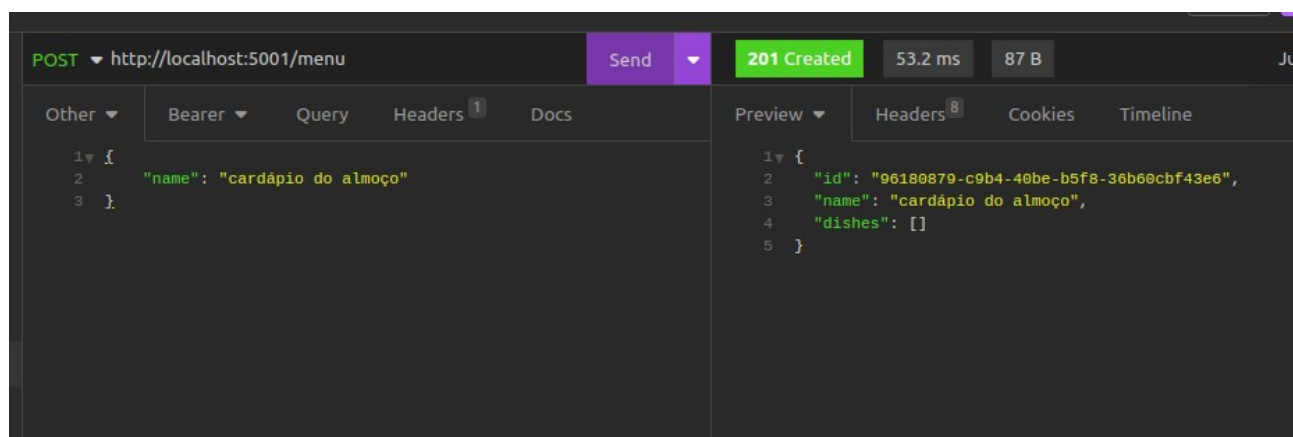 POST http://localhost:5001/menu Send 201 Created 53.2 ms 87 B
Other Bearer Query Headers 1 Docs
1 {
2 "name": "cardápio do almoço"
3 }
Preview Headers 8 Cookies Timeline
1 {
2 "id": "96180879-c9b4-40be-b5f8-36b60cbf43e6",
3 "name": "cardápio do almoço",
4 "dishes": []
5 }